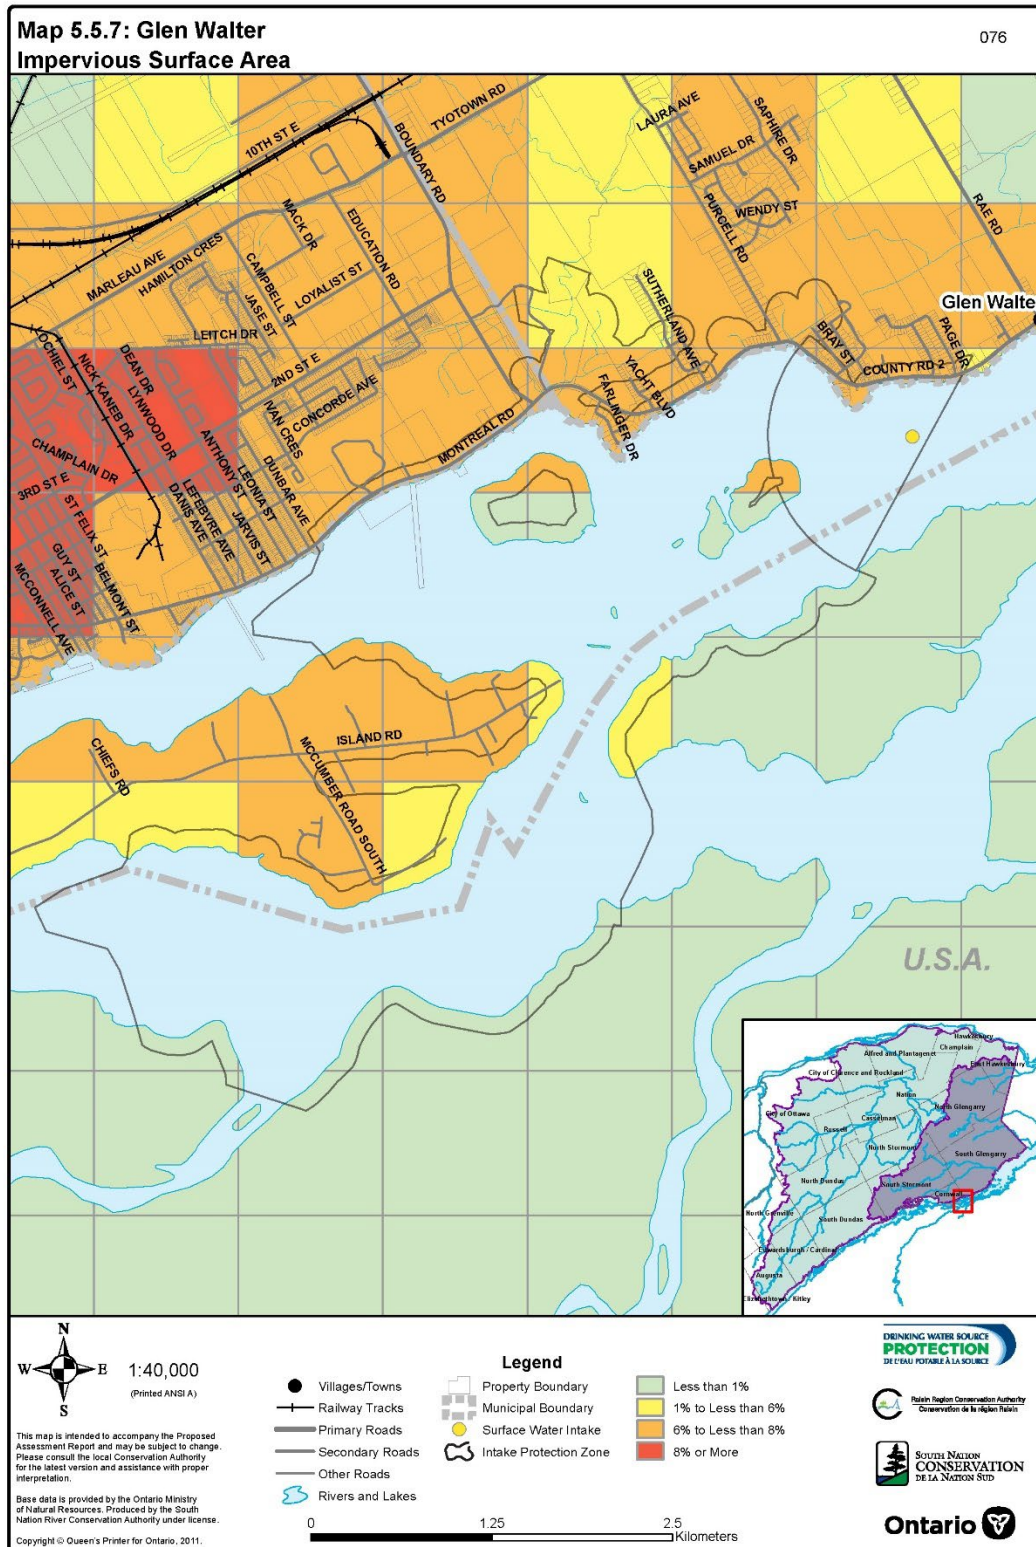 Map 5.5.7: Glen Walter
Impervious Surface Area
076
10TH ST E
BOUNDARY RD
TYOTOWN RD
LAURA AVE
SAPHIRE DR
SAMUEL DR
WENDY ST
PURCELL RD
RAE RD
MARLEAU AVE
HAMILTON CRES
MACK DR
EDUCATION RD
CAMPBELL ST
LOYALIST ST
JASE ST
LEITCH DR
SUTHERLAND AVE
Glen Walte
BRAY ST
PAGE DR
COUNTY RD 2
OCHIEL ST
NICK KANEB DR
DEAN DR
LYNWOOD DR
2ND ST E
CONCORDE AVE
IVAN CRES
YACHT BLVD
FARLINGER DR
MONTREAL RD
CHAMPLAIN DR
3RD ST E
ANTHONY ST
LEONIA ST
DUNBAR AVE
LEFEBVRE AVE
DANIS AVE
JARVIS ST
ST FELIX ST
GUY ST
ALICE ST
BELMONT ST
MCCONNELL AVE
CHIEFS RD
ISLAND RD
MCCUMBER ROAD SOUTH
U.S.A.
Hawkesbury
Champlain
Alfred and Plantagenet
East Hawkesbury
City of Clarence and Rockland
Nation
North Glengarry
City of Ottawa
Casselman
Russell
North Stormont
South Glengarry
North Dundas
South Stormont
Cornwall
North Grenville
South Dundas
Edwardsburgh / Cardinal
Augusta
Elizabethtown / Kitley
N
W
E
S
1:40,000
(Printed ANSI A)
This map is intended to accompany the Proposed
Assessment Report and may be subject to change.
Please consult the local Conservation Authority
for the latest version and assistance with proper
interpretation.
Base data is provided by the Ontario Ministry
of Natural Resources. Produced by the South
Nation River Conservation Authority under license.
Copyright © Queen's Printer for Ontario, 2011.
Legend
Villages/Towns
Railway Tracks
Primary Roads
Secondary Roads
Other Roads
Rivers and Lakes
Property Boundary
Municipal Boundary
Surface Water Intake
Intake Protection Zone
Less than 1%
1% to Less than 6%
6% to Less than 8%
8% or More
0
1.25
2.5
Kilometers
DRINKING WATER SOURCE
PROTECTION
DE L'EAU POTABLE À LA SOURCE
Raisin Region Conservation Authority
Conservation de la région Raisin
SOUTH NATION
CONSERVATION
DE LA NATION SUD
Ontario